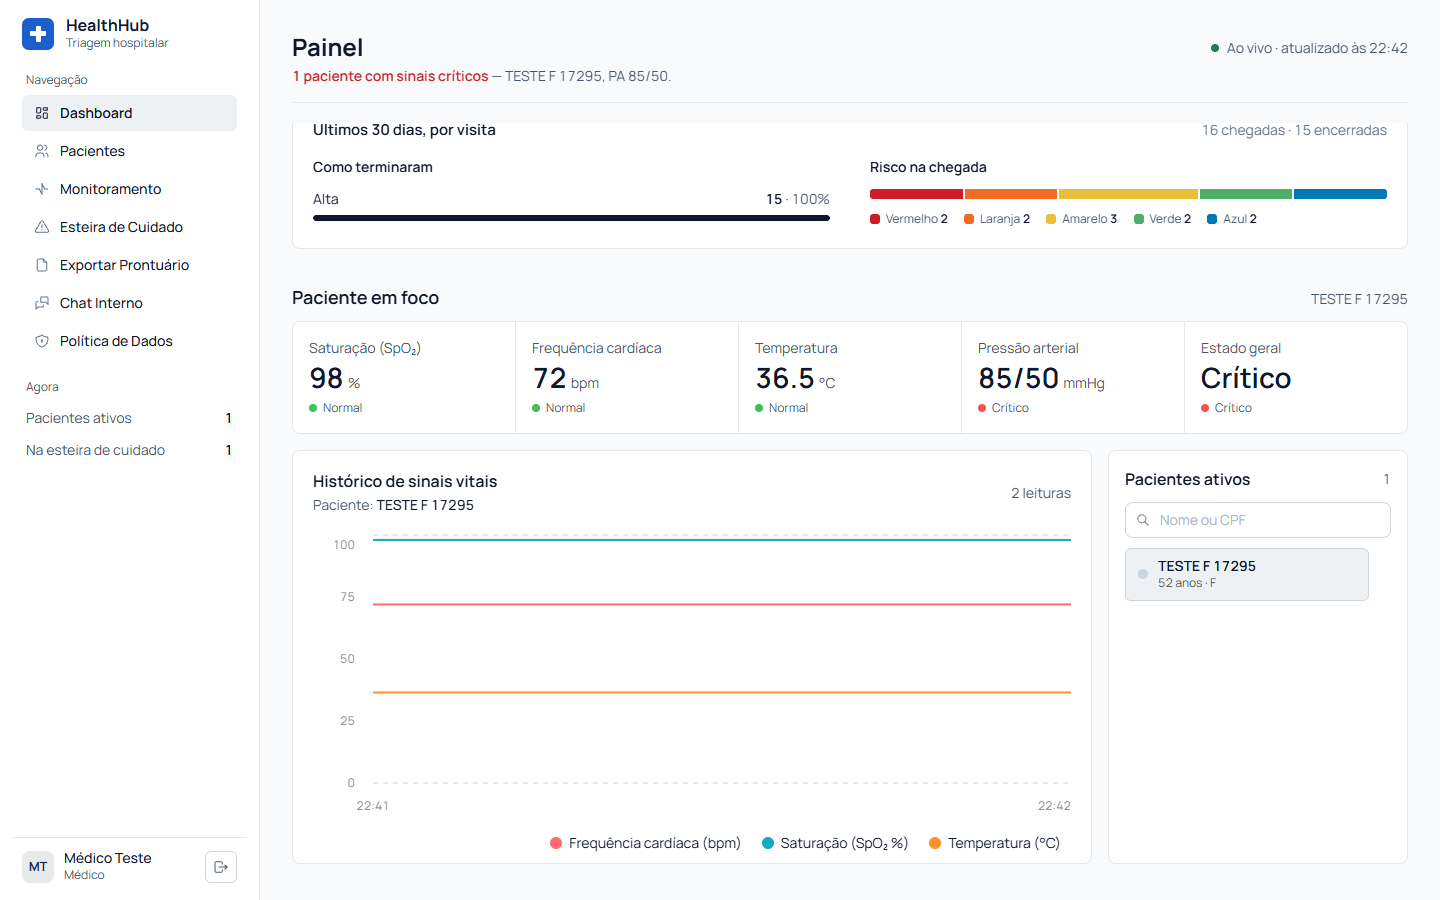 HealthHub
Triagem hospitalar
Navegação
Dashboard
Pacientes
Monitoramento
Esteira de Cuidado
Exportar Prontuário
Chat Interno
Política de Dados
Agora
Pacientes ativos 1
Na esteira de cuidado 1
MT
Médico Teste
Médico
Painel
Ao vivo · atualizado às 22:42
1 paciente com sinais críticos — TESTE F 17295, PA 85/50.
Últimos 30 dias, por visita
16 chegadas · 15 encerradas
Como terminaram
Alta 15 · 100%
Risco na chegada
Vermelho 2 Laranja 2 Amarelo 3 Verde 2 Azul 2
Paciente em foco
TESTE F 17295
Saturação (SpO₂)
98 %
Normal
Frequência cardíaca
72 bpm
Normal
Temperatura
36.5 °C
Normal
Pressão arterial
85/50 mmHg
Crítico
Estado geral
Crítico
Crítico
Histórico de sinais vitais
Paciente: TESTE F 17295
2 leituras
100
75
50
25
0
22:41
22:42
Frequência cardíaca (bpm) Saturação (SpO₂ %) Temperatura (°C)
Pacientes ativos 1
Nome ou CPF
TESTE F 17295
52 anos · F